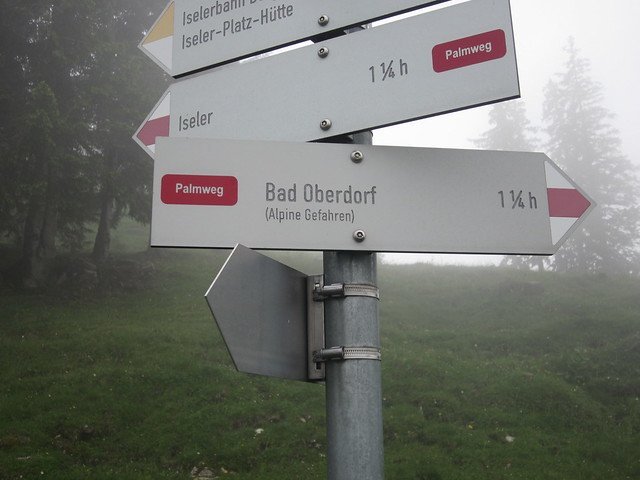 Iselerbahn
Iseler-Platz-Hütte
Iseler 1 ¼ h Palmweg
Palmweg Bad Oberdorf 1 ¼ h
(Alpine Gefahren)